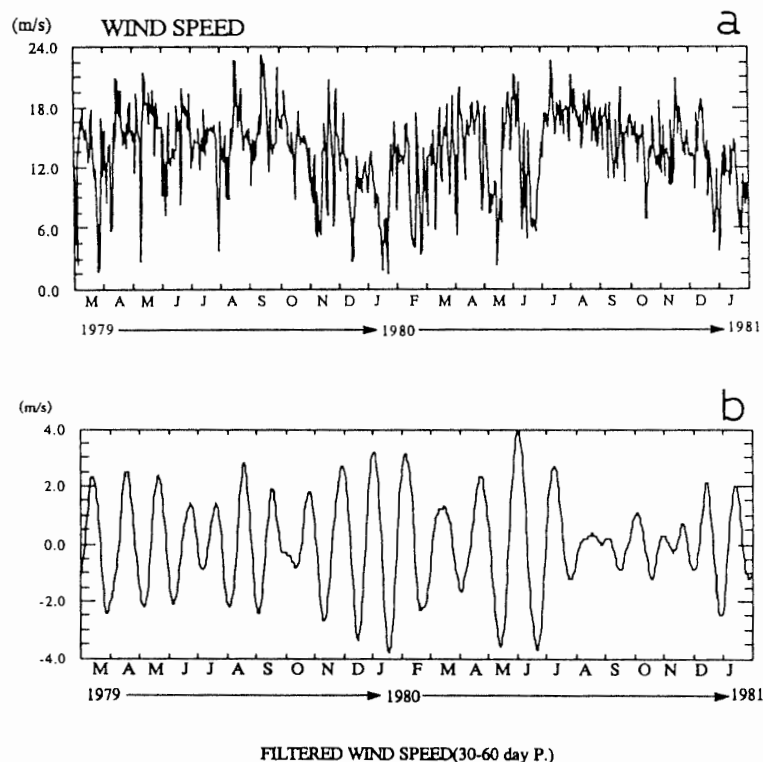 (m/s) WIND SPEED a
24.0
18.0
12.0
6.0
0.0
M A M J J A S O N D J F M A M J J A S O N D J
1979 1980 1981
(m/s) b
4.0
2.0
0.0
-2.0
-4.0
M A M J J A S O N D J F M A M J J A S O N D J
1979 1980 1981
FILTERED WIND SPEED(30-60 day P.)